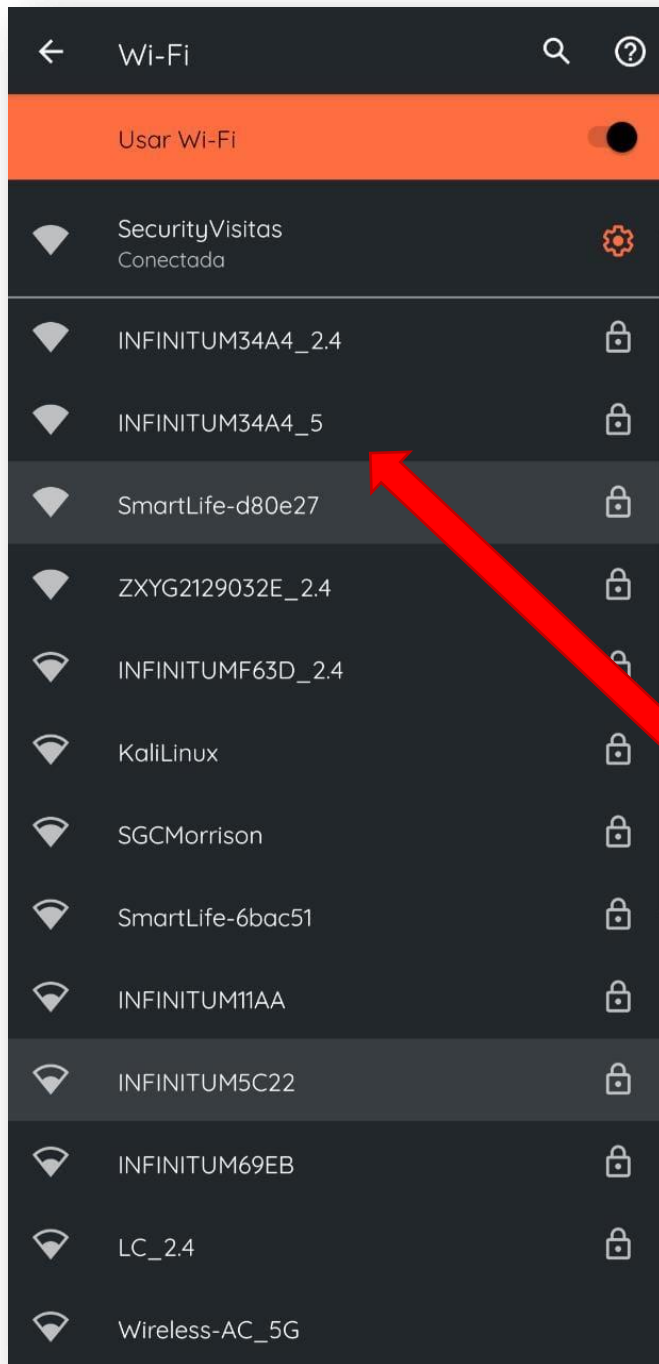 Wi-Fi
Usar Wi-Fi
SecurityVisitas
Conectada
INFINITUM34A4_2.4
INFINITUM34A4_5
SmartLife-d80e27
ZXYG2129032E_2.4
INFINITUMF63D_2.4
KaliLinux
SGCMorrison
SmartLife-6bac51
INFINITUM11AA
INFINITUM5C22
INFINITUM69EB
LC_2.4
Wireless-AC_5G